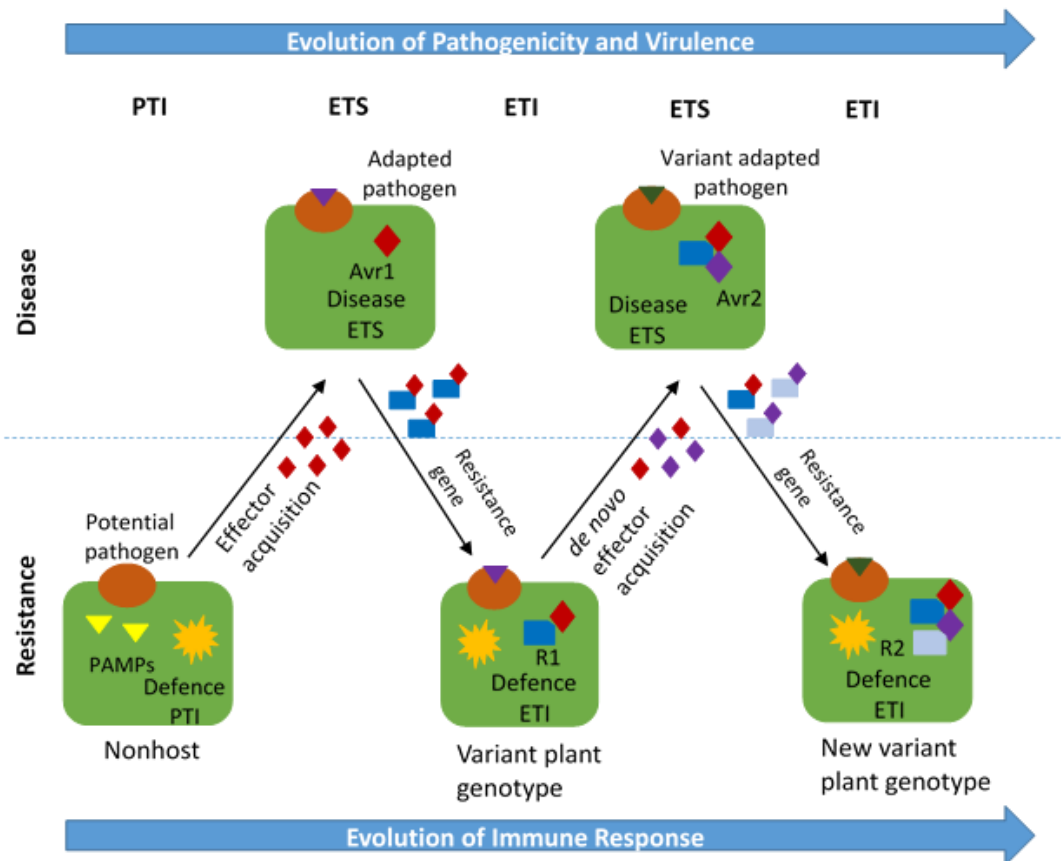 Evolution of Pathogenicity and Virulence
PTI
ETS
ETI
ETS
ETI
Adapted
pathogen
Variant adapted
pathogen
Disease
Avr1
Disease
ETS
Avr2
Disease
ETS
Effector
acquisition
Resistance
gene
de novo
effector
acquisition
Resistance
gene
Resistance
Potential
pathogen
PAMPs
Defence
PTI
Nonhost
R1
Defence
ETI
Variant plant
genotype
R2
Defence
ETI
New variant
plant genotype
Evolution of Immune Response